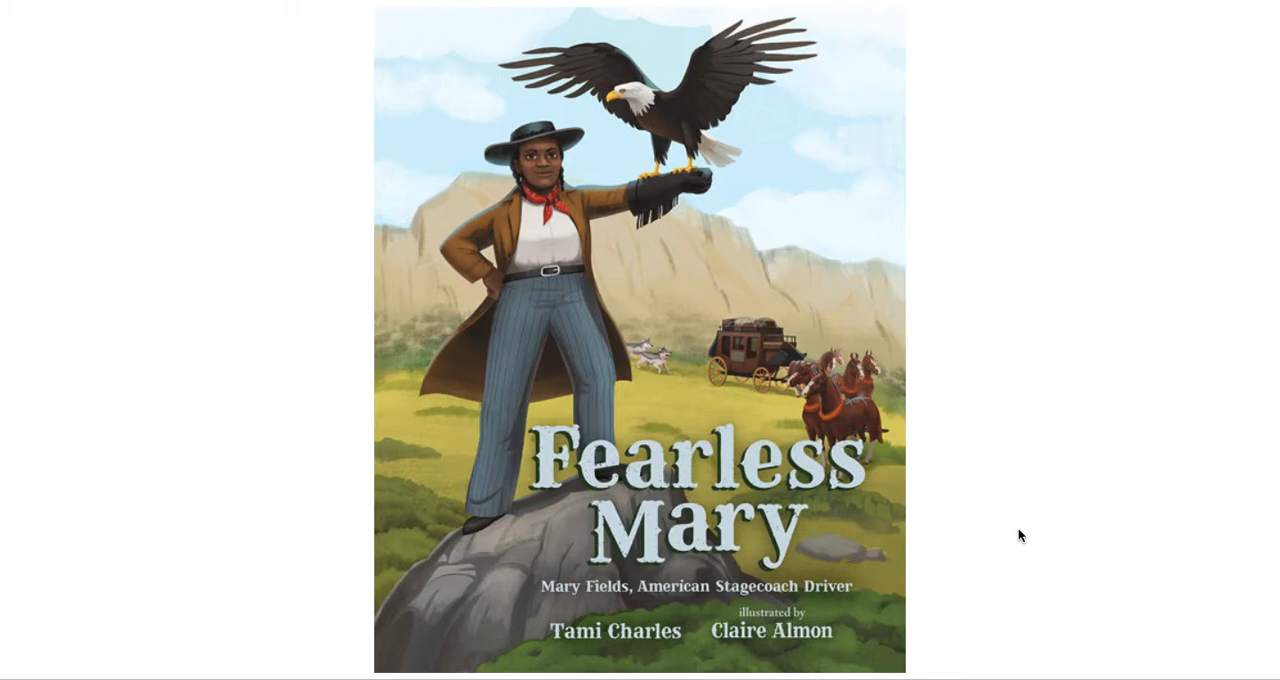 Fearless
Mary
Mary Fields, American Stagecoach Driver
Tami Charles
illustrated by
Claire Almon